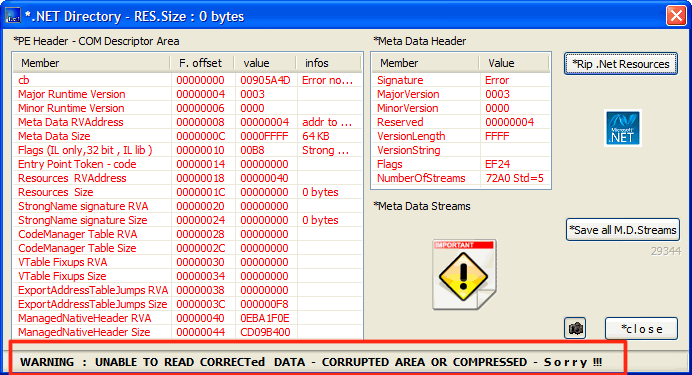 *.NET Directory - RES.Size : 0 bytes
*PE Header - COM Descriptor Area
Member F. offset value infos
cb 00000000 00905A4D Error no...
Major Runtime Version 00000004 0003
Minor Runtime Version 00000006 0000
Meta Data RVAddress 00000008 00000004 addr to ...
Meta Data Size 0000000C 0000FFFF 64 KB
Flags (IL only,32 bit , IL lib ) 00000010 00B8 Strong ...
Entry Point Token - code 00000014 00000000
Resources RVAddress 00000018 00000040
Resources Size 0000001C 00000000 0 bytes
StrongName signature RVA 00000020 00000000
StrongName signature Size 00000024 00000000 0 bytes
CodeManager Table RVA 00000028 00000000
CodeManager Table Size 0000002C 00000000
VTable Fixups RVA 00000030 00000000
VTable Fixups Size 00000034 00000000
ExportAddressTableJumps RVA 00000038 00000000
ExportAddressTableJumps Size 0000003C 000000F8
ManagedNativeHeader RVA 00000040 0EBA1F0E
ManagedNativeHeader Size 00000044 CD09B400
*Meta Data Header
Member Value
Signature Error
MajorVersion 0003
MinorVersion 0000
Reserved 00000004
VersionLength FFFF
VersionString
Flags EF24
NumberOfStreams 72A0 Std=5
*Meta Data Streams
IMPORTANT
*Rip .Net Resources
Microsoft
.NET
*Save all M.D.Streams
29344
*close
WARNING : UNABLE TO READ CORRECTed DATA - CORRUPTED AREA OR COMPRESSED - S o r r y !!!